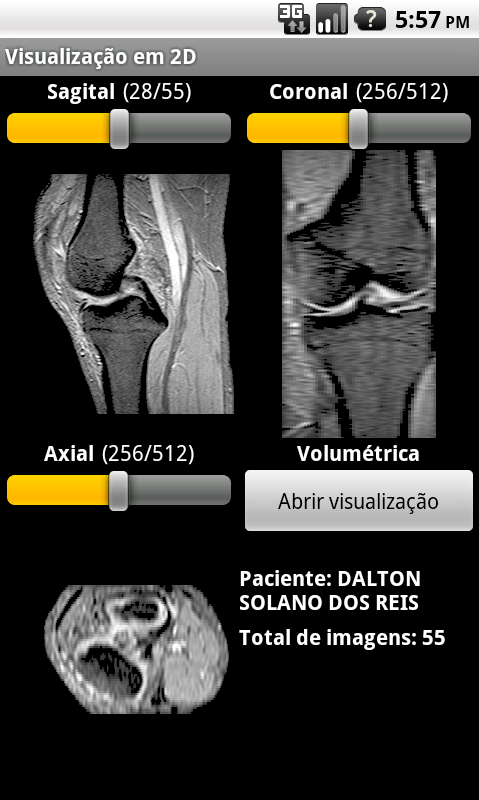 3G
?
5:57 PM
Visualização em 2D
Sagital (28/55)
Coronal (256/512)
Axial (256/512)
Volumétrica
Abrir visualização
Paciente: DALTON
SOLANO DOS REIS
Total de imagens: 55